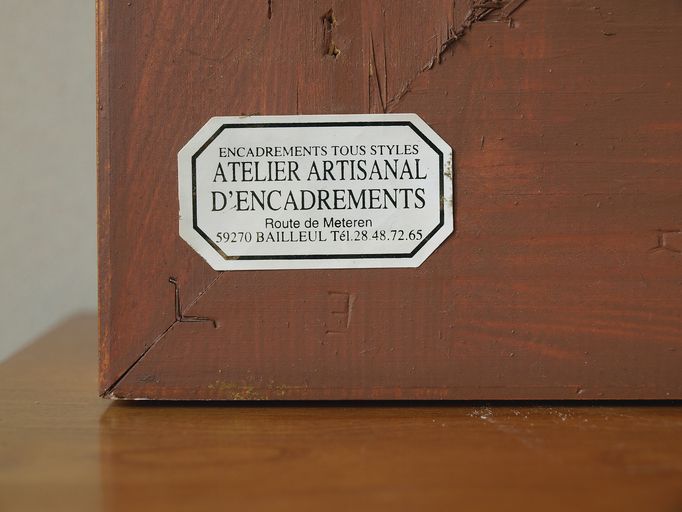 ENCADREMENTS TOUS STYLES
ATELIER ARTISANAL
D'ENCADREMENTS
Route de Meteren
59270 BAILLEUL Tél.28 48.72.65